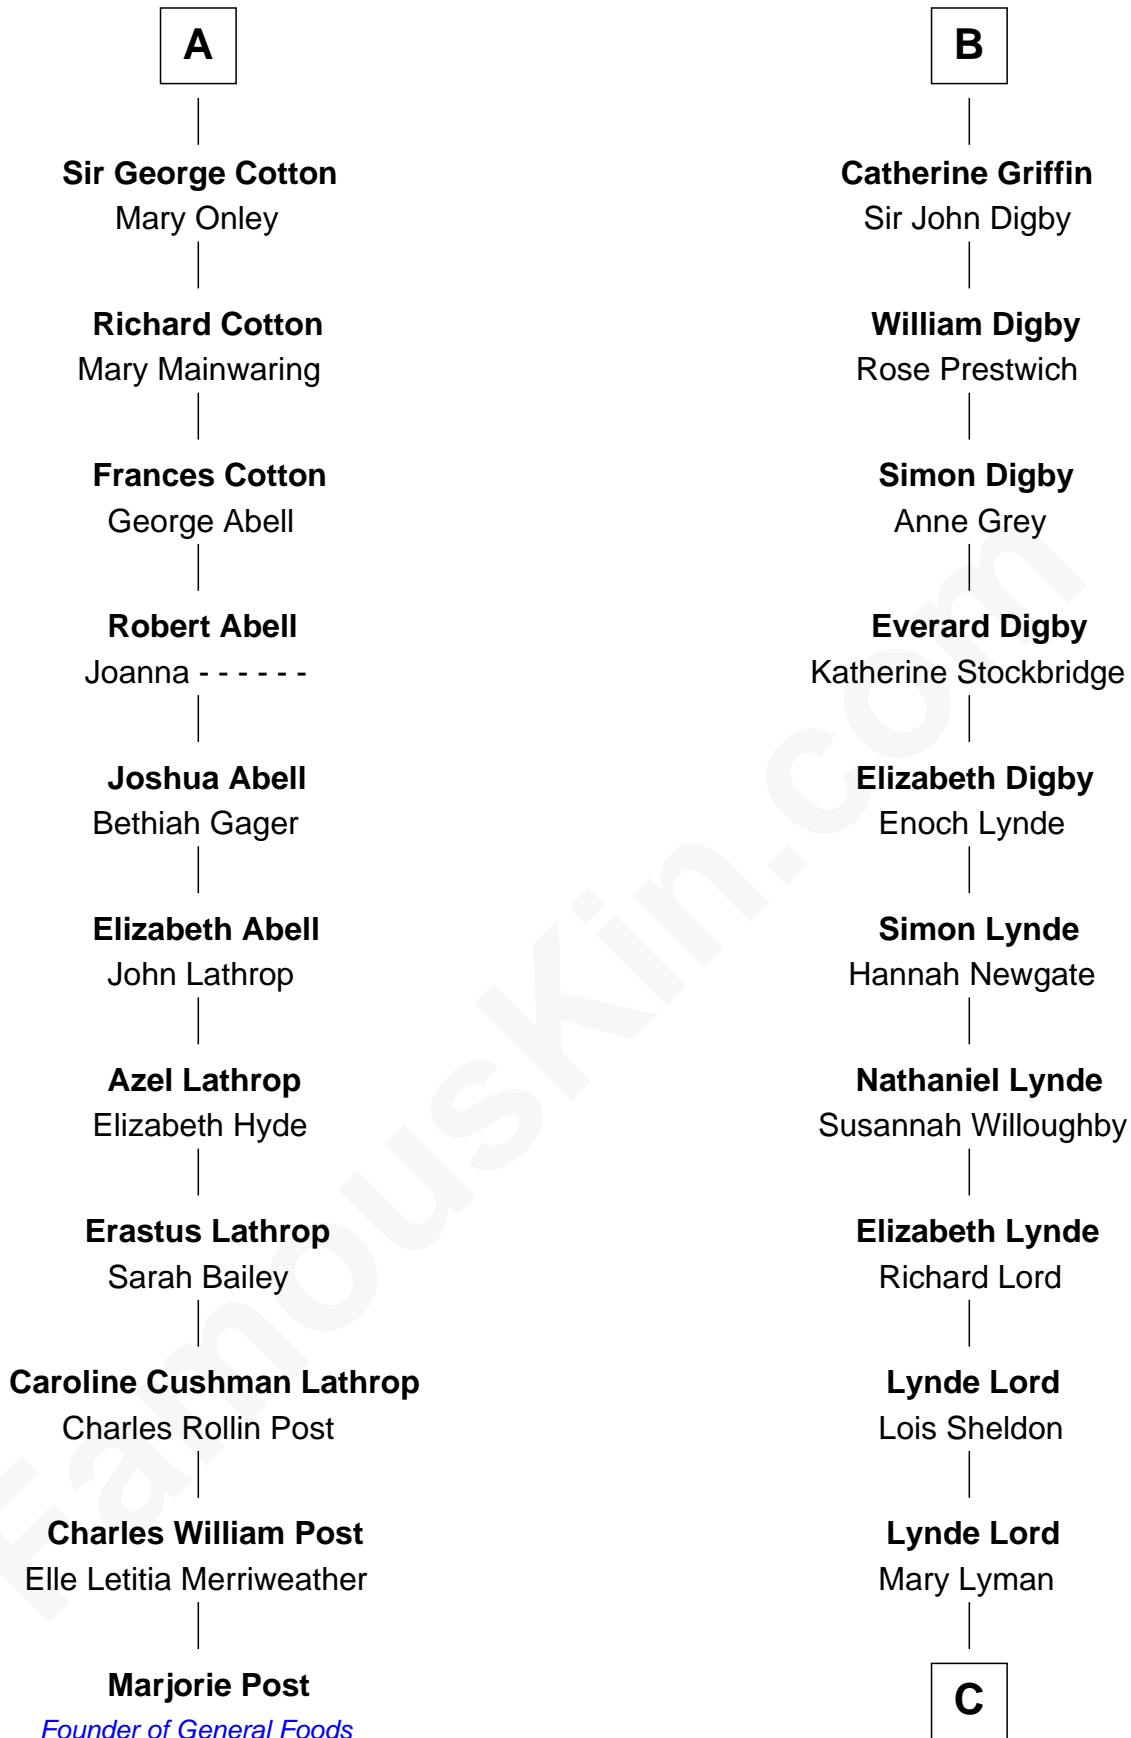 A
Sir George Cotton
Mary Onley
Richard Cotton
Mary Mainwaring
Frances Cotton
George Abell
Robert Abell
Joanna - - - - - -
Joshua Abell
Bethiah Gager
Elizabeth Abell
John Lathrop
Azel Lathrop
Elizabeth Hyde
Erastus Lathrop
Sarah Bailey
Caroline Cushman Lathrop
Charles Rollin Post
Charles William Post
Elle Letitia Merriweather
Marjorie Post
Founder of General Foods
B
Catherine Griffin
Sir John Digby
William Digby
Rose Prestwich
Simon Digby
Anne Grey
Everard Digby
Katherine Stockbridge
Elizabeth Digby
Enoch Lynde
Simon Lynde
Hannah Newgate
Nathaniel Lynde
Susannah Willoughby
Elizabeth Lynde
Richard Lord
Lynde Lord
Lois Sheldon
Lynde Lord
Mary Lyman
C
FamousKin.com